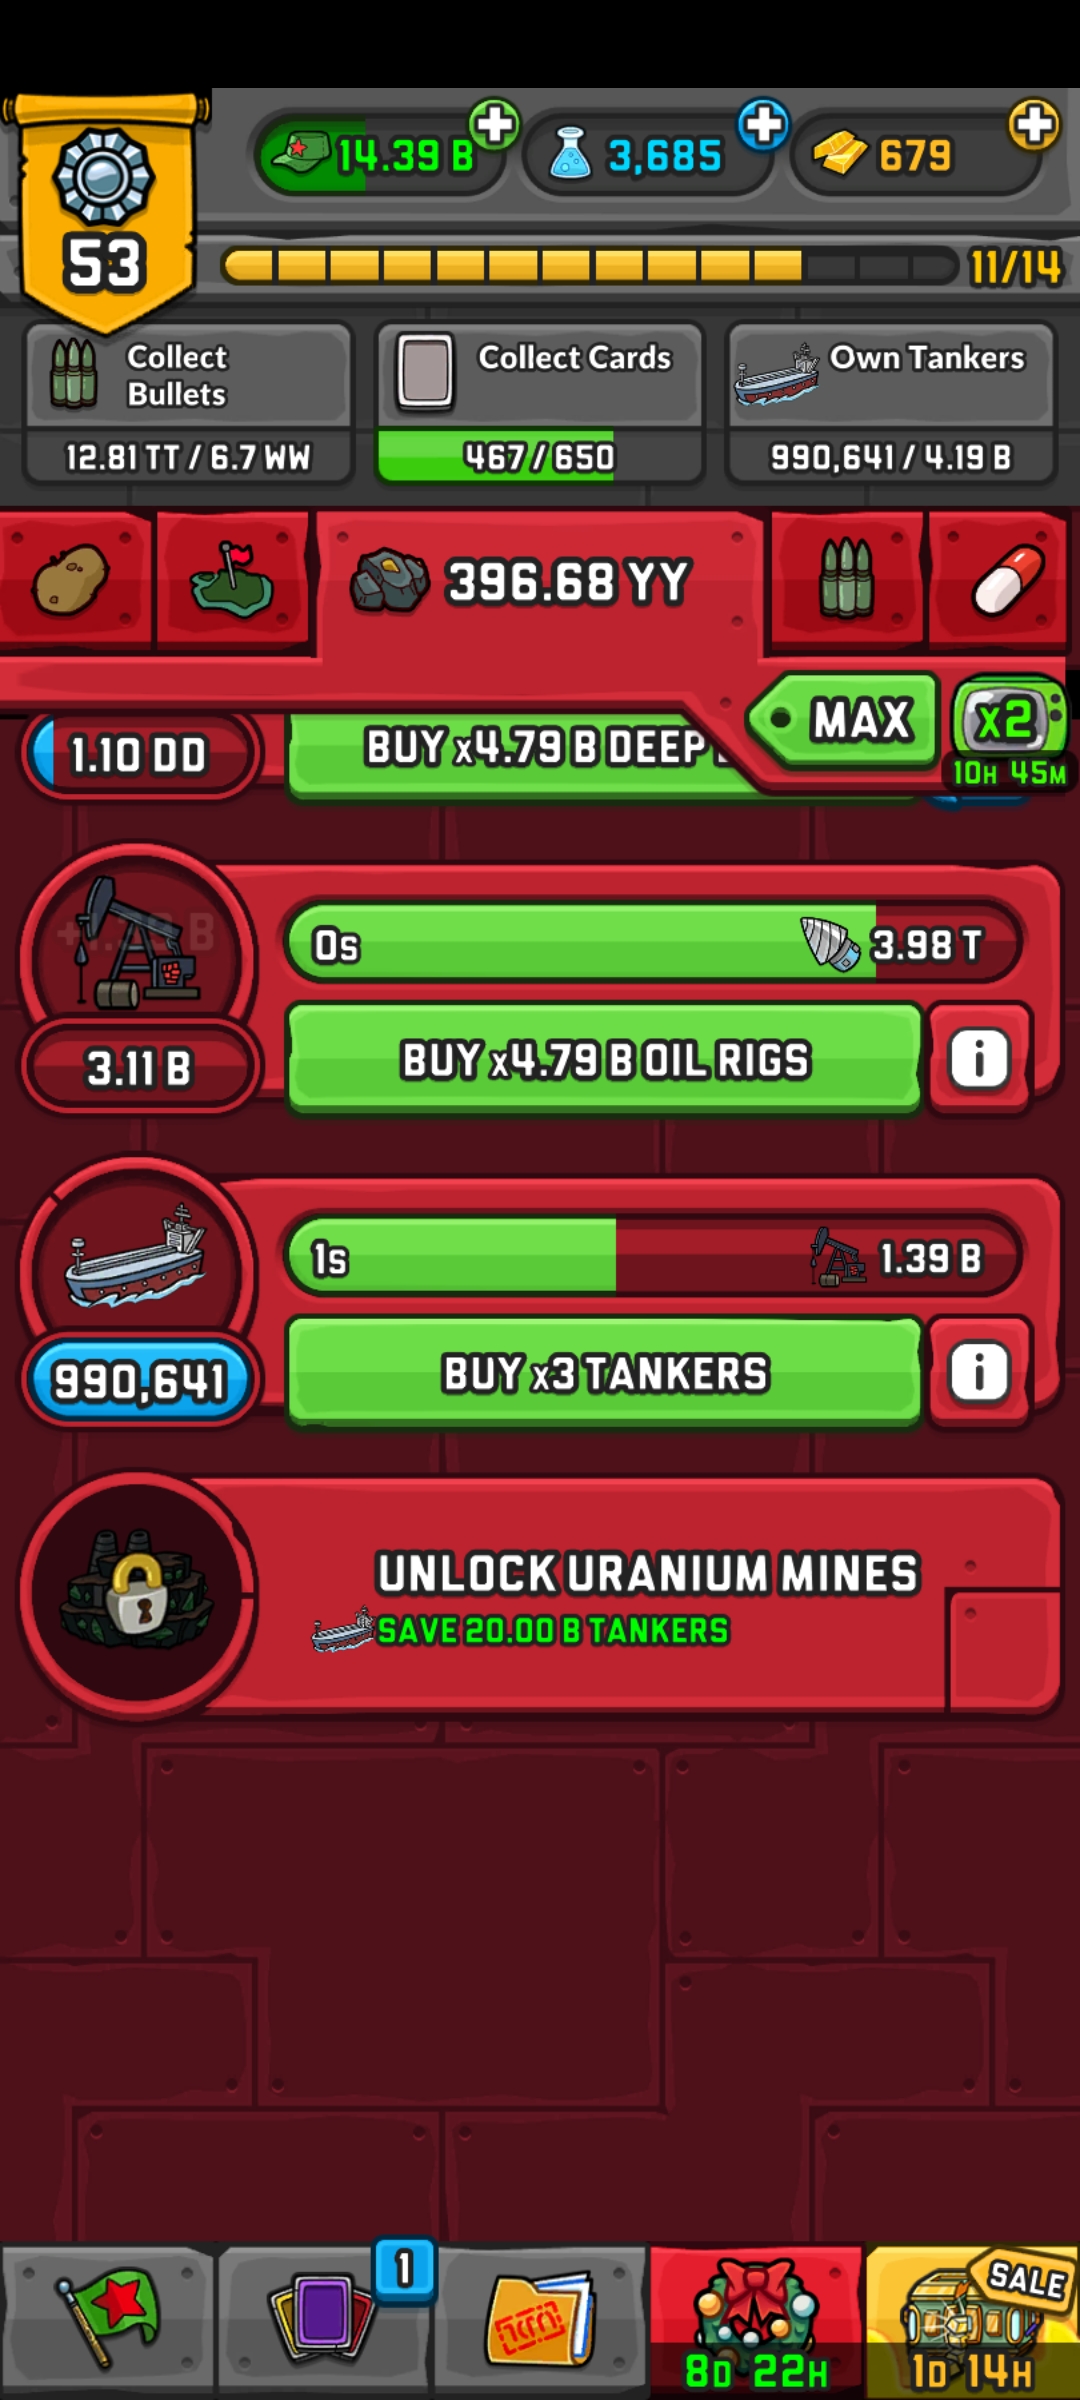 14.39 B
3,685
679
53
11/14
Collect
Bullets
Collect Cards
Own Tankers
12.81 TT / 6.7 WW
467 / 650
990,641 / 4.19 B
396.68 YY
MAX
x2
10H 45M
1.10 DD
BUY x4.79 B DEEP
0s
3.98 T
3.11 B
BUY x4.79 B OIL RIGS
i
1s
1.39 B
990,641
BUY x3 TANKERS
i
UNLOCK URANIUM MINES
SAVE 20.00 B TANKERS
1
SALE
8D 22H
1D 14H